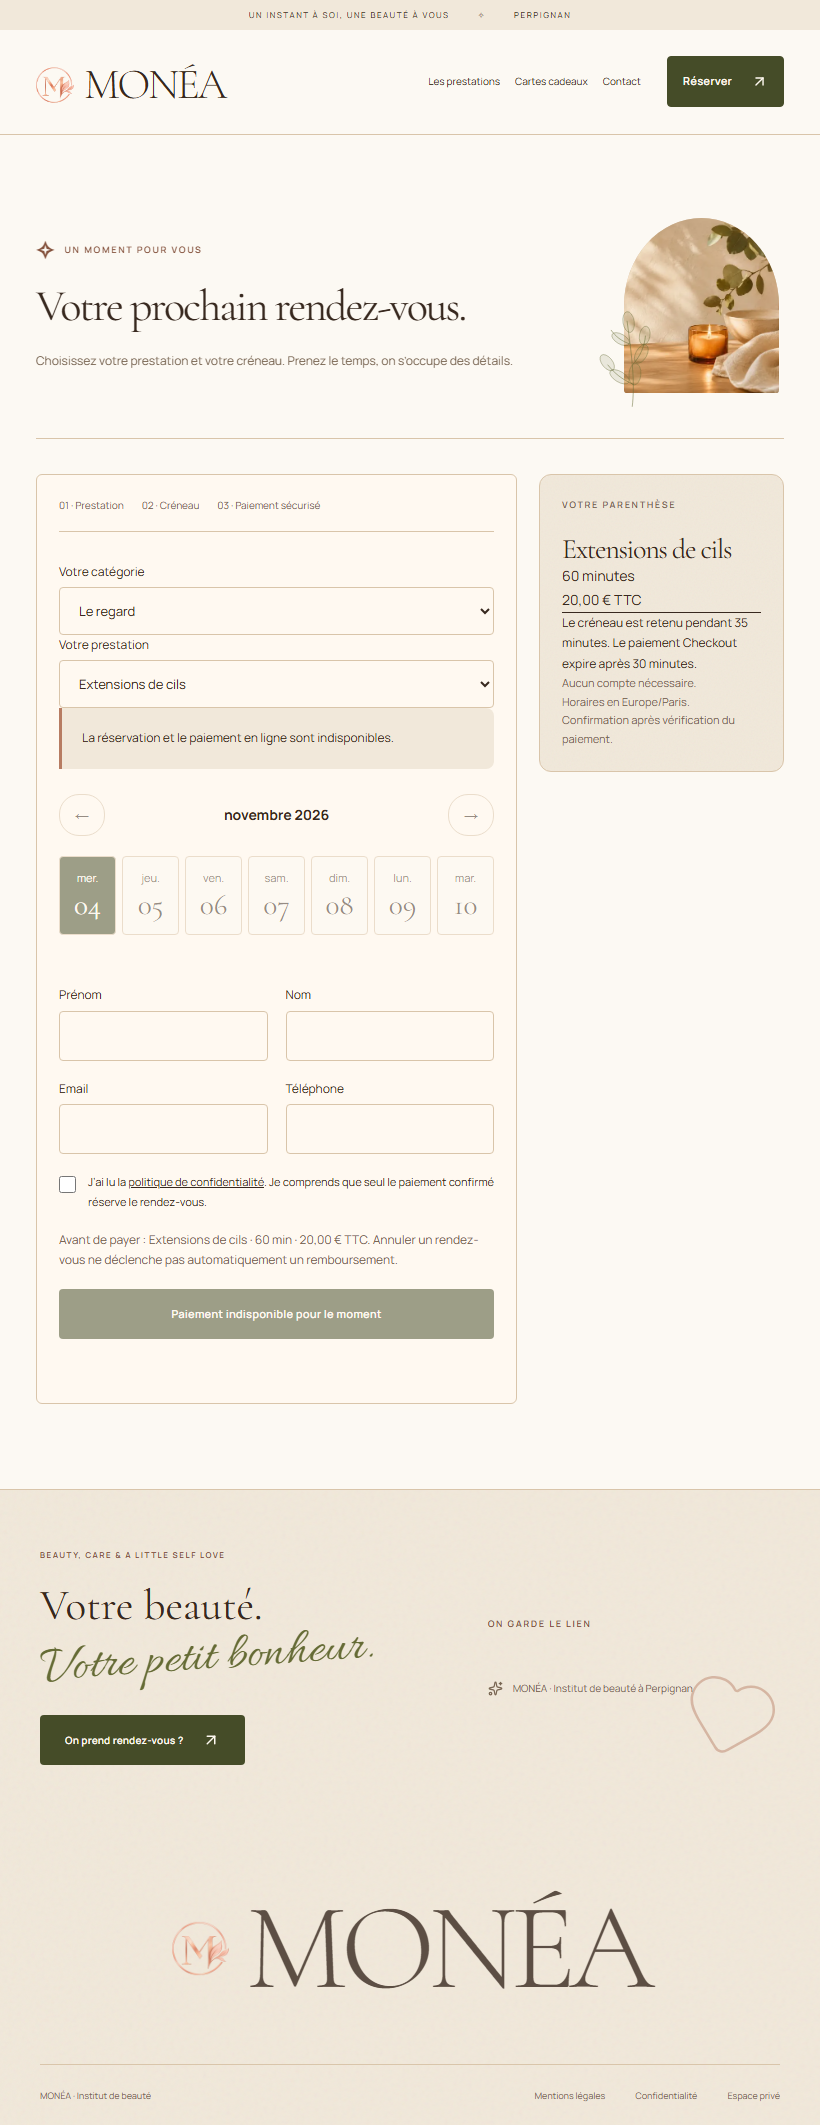 UN INSTANT À SOI, UNE BEAUTÉ À VOUS PERPIGNAN
MONÉA
Les prestations Cartes cadeaux Contact Réserver
UN MOMENT POUR VOUS
Votre prochain rendez-vous.
Choisissez votre prestation et votre créneau. Prenez le temps, on s'occupe des détails.
01 · Prestation 02 · Créneau 03 · Paiement sécurisé
Votre catégorie
Le regard
Votre prestation
Extensions de cils
La réservation et le paiement en ligne sont indisponibles.
← novembre 2026 →
mer. jeu. ven. sam. dim. lun. mar.
04 05 06 07 08 09 10
Prénom Nom
Email Téléphone
J'ai lu la politique de confidentialité. Je comprends que seul le paiement confirmé
réserve le rendez-vous.
Avant de payer : Extensions de cils · 60 min · 20,00 € TTC. Annuler un rendez-
vous ne déclenche pas automatiquement un remboursement.
Paiement indisponible pour le moment
VOTRE PARENTHÈSE
Extensions de cils
60 minutes
20,00 € TTC
Le créneau est retenu pendant 35
minutes. Le paiement Checkout
expire après 30 minutes.
Aucun compte nécessaire.
Horaires en Europe/Paris.
Confirmation après vérification du
paiement.
BEAUTY, CARE & A LITTLE SELF LOVE
Votre beauté.
Votre petit bonheur.
On prend rendez-vous ?
ON GARDE LE LIEN
MONÉA · Institut de beauté à Perpignan
M MONÉA
MONÉA · Institut de beauté Mentions légales Confidentialité Espace privé